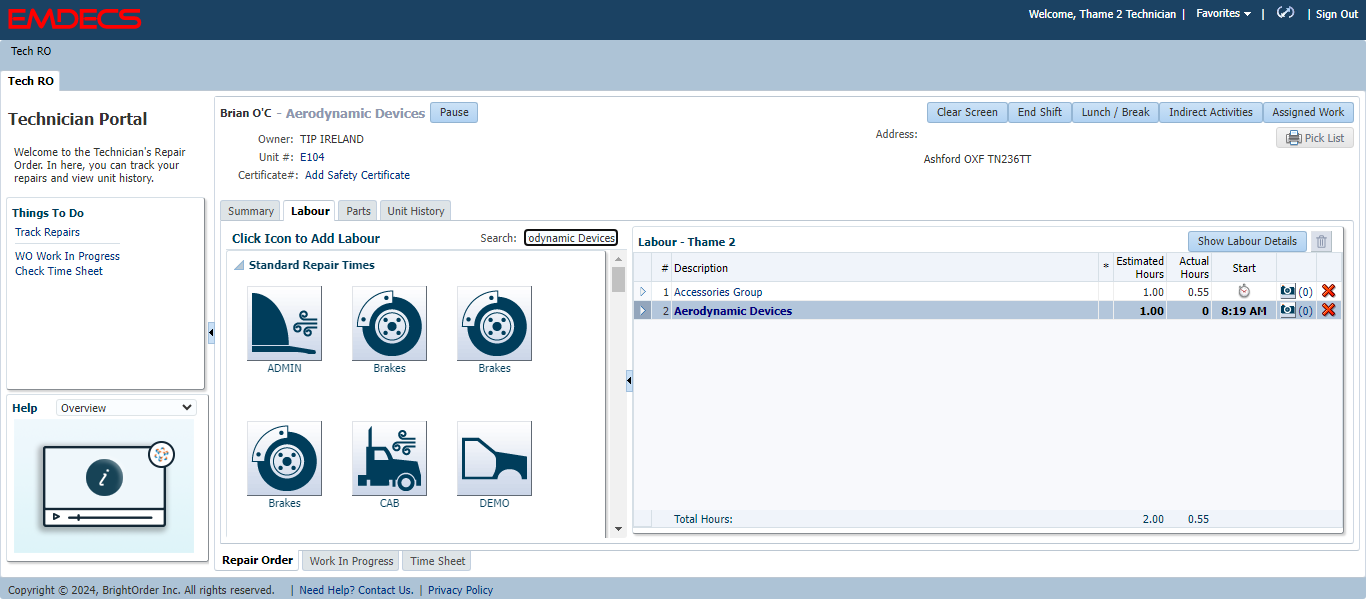 EMDECS
Welcome, Thame 2 Technician | Favorites | | Sign Out
Tech RO
Tech RO
Technician Portal
Welcome to the Technician's Repair
Order. In here, you can track your
repairs and view unit history.
Things To Do
Track Repairs
WO Work In Progress
Check Time Sheet
Help Overview
i
Brian O'C - Aerodynamic Devices Pause
Clear Screen End Shift Lunch / Break Indirect Activities Assigned Work
Owner: TIP IRELAND
Unit #: E104
Certificate#: Add Safety Certificate
Address:
Ashford OXF TN236TT
Pick List
Summary Labour Parts Unit History
Click Icon to Add Labour Search: odynamic Devices
Standard Repair Times
ADMIN Brakes Brakes
Brakes CAB DEMO
Labour - Thame 2 Show Labour Details
# Description * Estimated Hours Actual Hours Start
1 Accessories Group 1.00 0.55 (0)
2 Aerodynamic Devices 1.00 0 8:19 AM (0)
Total Hours: 2.00 0.55
Repair Order Work In Progress Time Sheet
Copyright © 2024, BrightOrder Inc. All rights reserved. | Need Help? Contact Us. | Privacy Policy